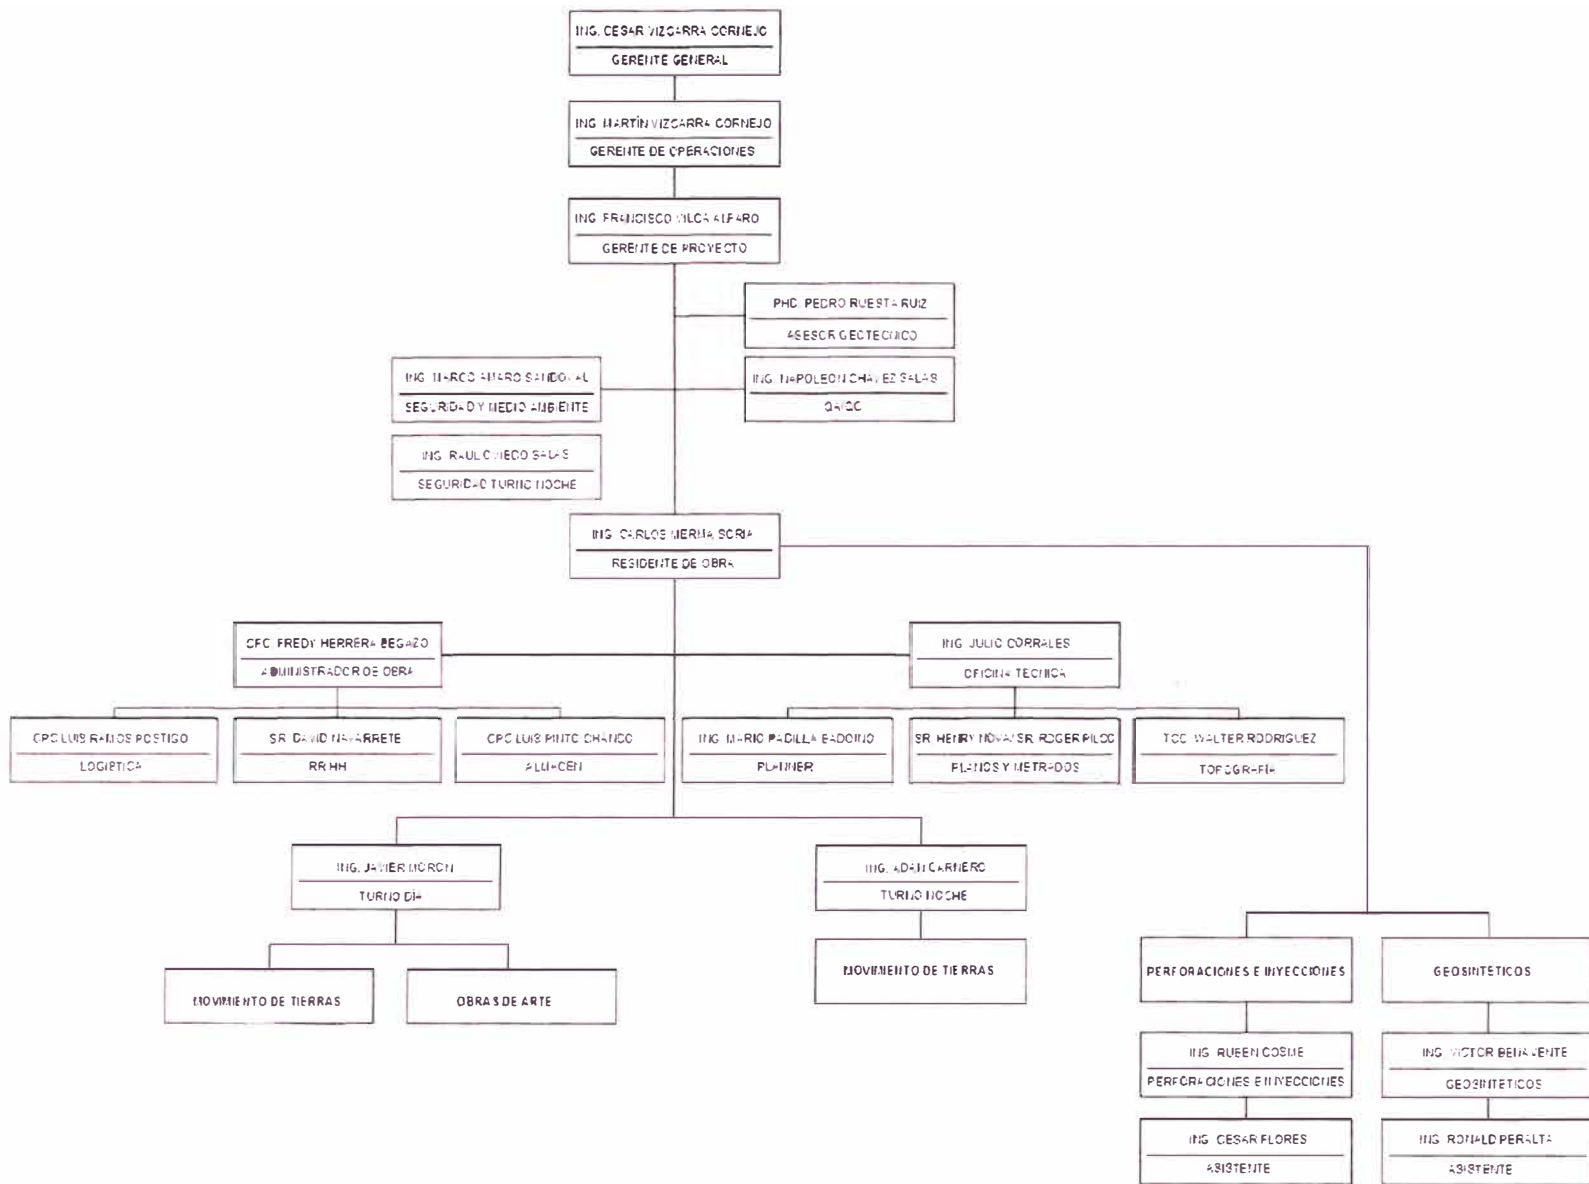 ING. CESAR VIZCARRA CORNEJO
GERENTE GENERAL
ING. MARTÍN VIZCARRA CORNEJO
GERENTE DE OPERACIONES
ING. FRANCISCO VILCA ALFARO
GERENTE DE PROYECTO
PHD. PEDRO RUESTA RUIZ
ASESOR GEOTECNICO
ING. MARCO AMARO SANDOVAL
SEGURIDAD Y MEDIO AMBIENTE
ING. NAPOLEON CHAVEZ SALAS
QA/QC
ING. RAUL OVIEDO SALAS
SEGURIDAD TURNO NOCHE
ING. CARLOS MERMA SORIA
RESIDENTE DE OBRA
CPC. FREDY HERRERA BEGAZO
ADMINISTRADOR DE OBRA
ING. JULIO CORRALES
OFICINA TECNICA
CPC LUIS RAMOS POSTIGO
LOGISTICA
SR. DAVID NAVARRETE
RR HH
CPC LUIS PINTO CHANCO
ALMACEN
ING. MARIO PADILLA
PLANNER
SR. HENRY NOVA/ SR. ROGER PILCO
PLANOS Y METRADOS
TCO. WALTER RODRIGUEZ
TOPOGRAFÍA
ING. JAVIER MORON
TURNO DÍA
ING. ADAN CARNERO
TURNO NOCHE
MOVIMIENTO DE TIERRAS
OBRAS DE ARTE
MOVIMIENTO DE TIERRAS
PERFORACIONES E INYECCIONES
GEOSINTÉTICOS
ING. RUBEN COSME
PERFORACIONES E INYECCIONES
ING. VICTOR BENAVENTE
GEOSINTETICOS
ING. CESAR FLORES
ASISTENTE
ING. RONALD PERALTA
ASISTENTE